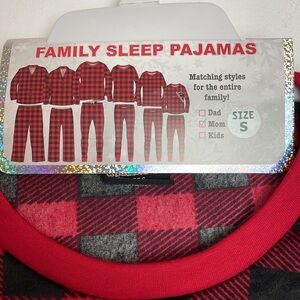 FAMILY SLEEP PAJAMAS
Matching styles
for the entire
family!
Dad
Mom
Kids
SIZE
S